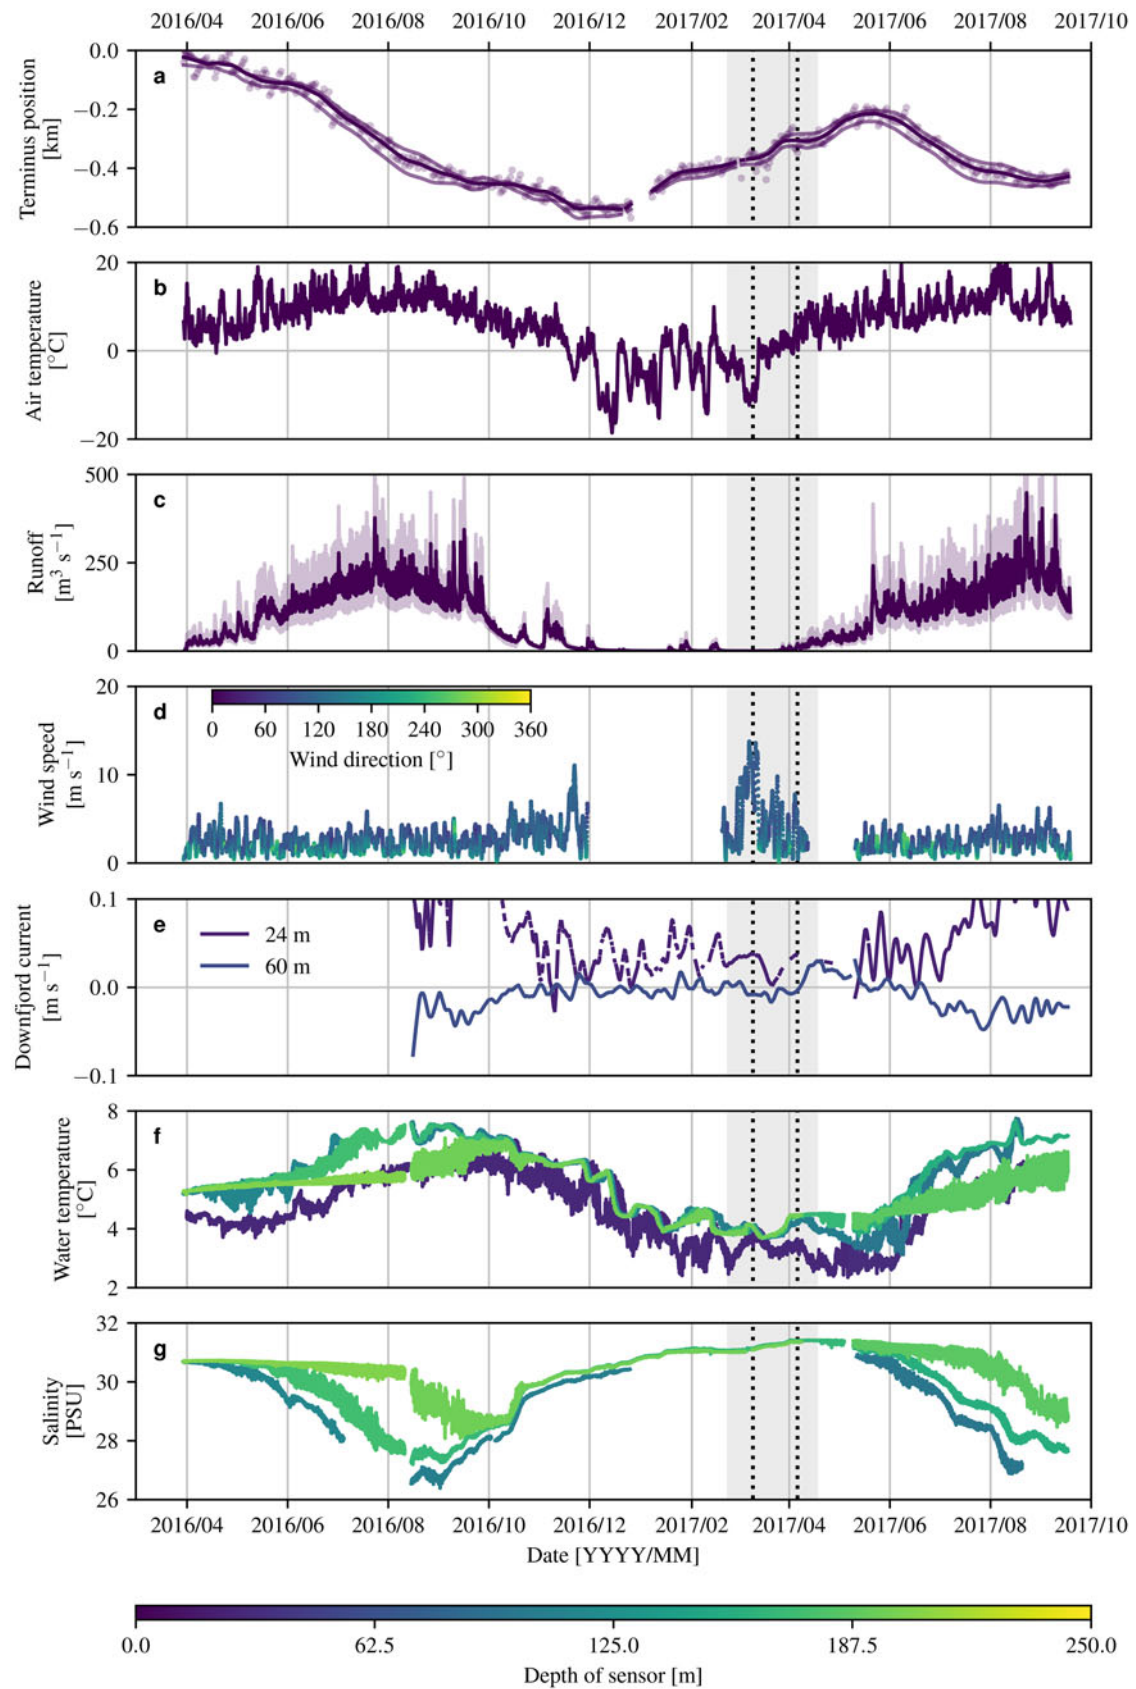 2016/04 2016/06 2016/08 2016/10 2016/12 2017/02 2017/04 2017/06 2017/08 2017/10
a
Terminus position
[km]
0.0
−0.2
−0.4
−0.6
b
Air temperature
[°C]
20
0
−20
c
Runoff
[m³ s⁻¹]
500
250
0
d
Wind speed
[m s⁻¹]
20
10
0
0 60 120 180 240 300 360
Wind direction [°]
e
Downfjord current
[m s⁻¹]
0.1
0.0
−0.1
24 m
60 m
f
Water temperature
[°C]
8
6
4
2
g
Salinity
[PSU]
32
30
28
26
2016/04 2016/06 2016/08 2016/10 2016/12 2017/02 2017/04 2017/06 2017/08 2017/10
Date [YYYY/MM]
0.0 62.5 125.0 187.5 250.0
Depth of sensor [m]